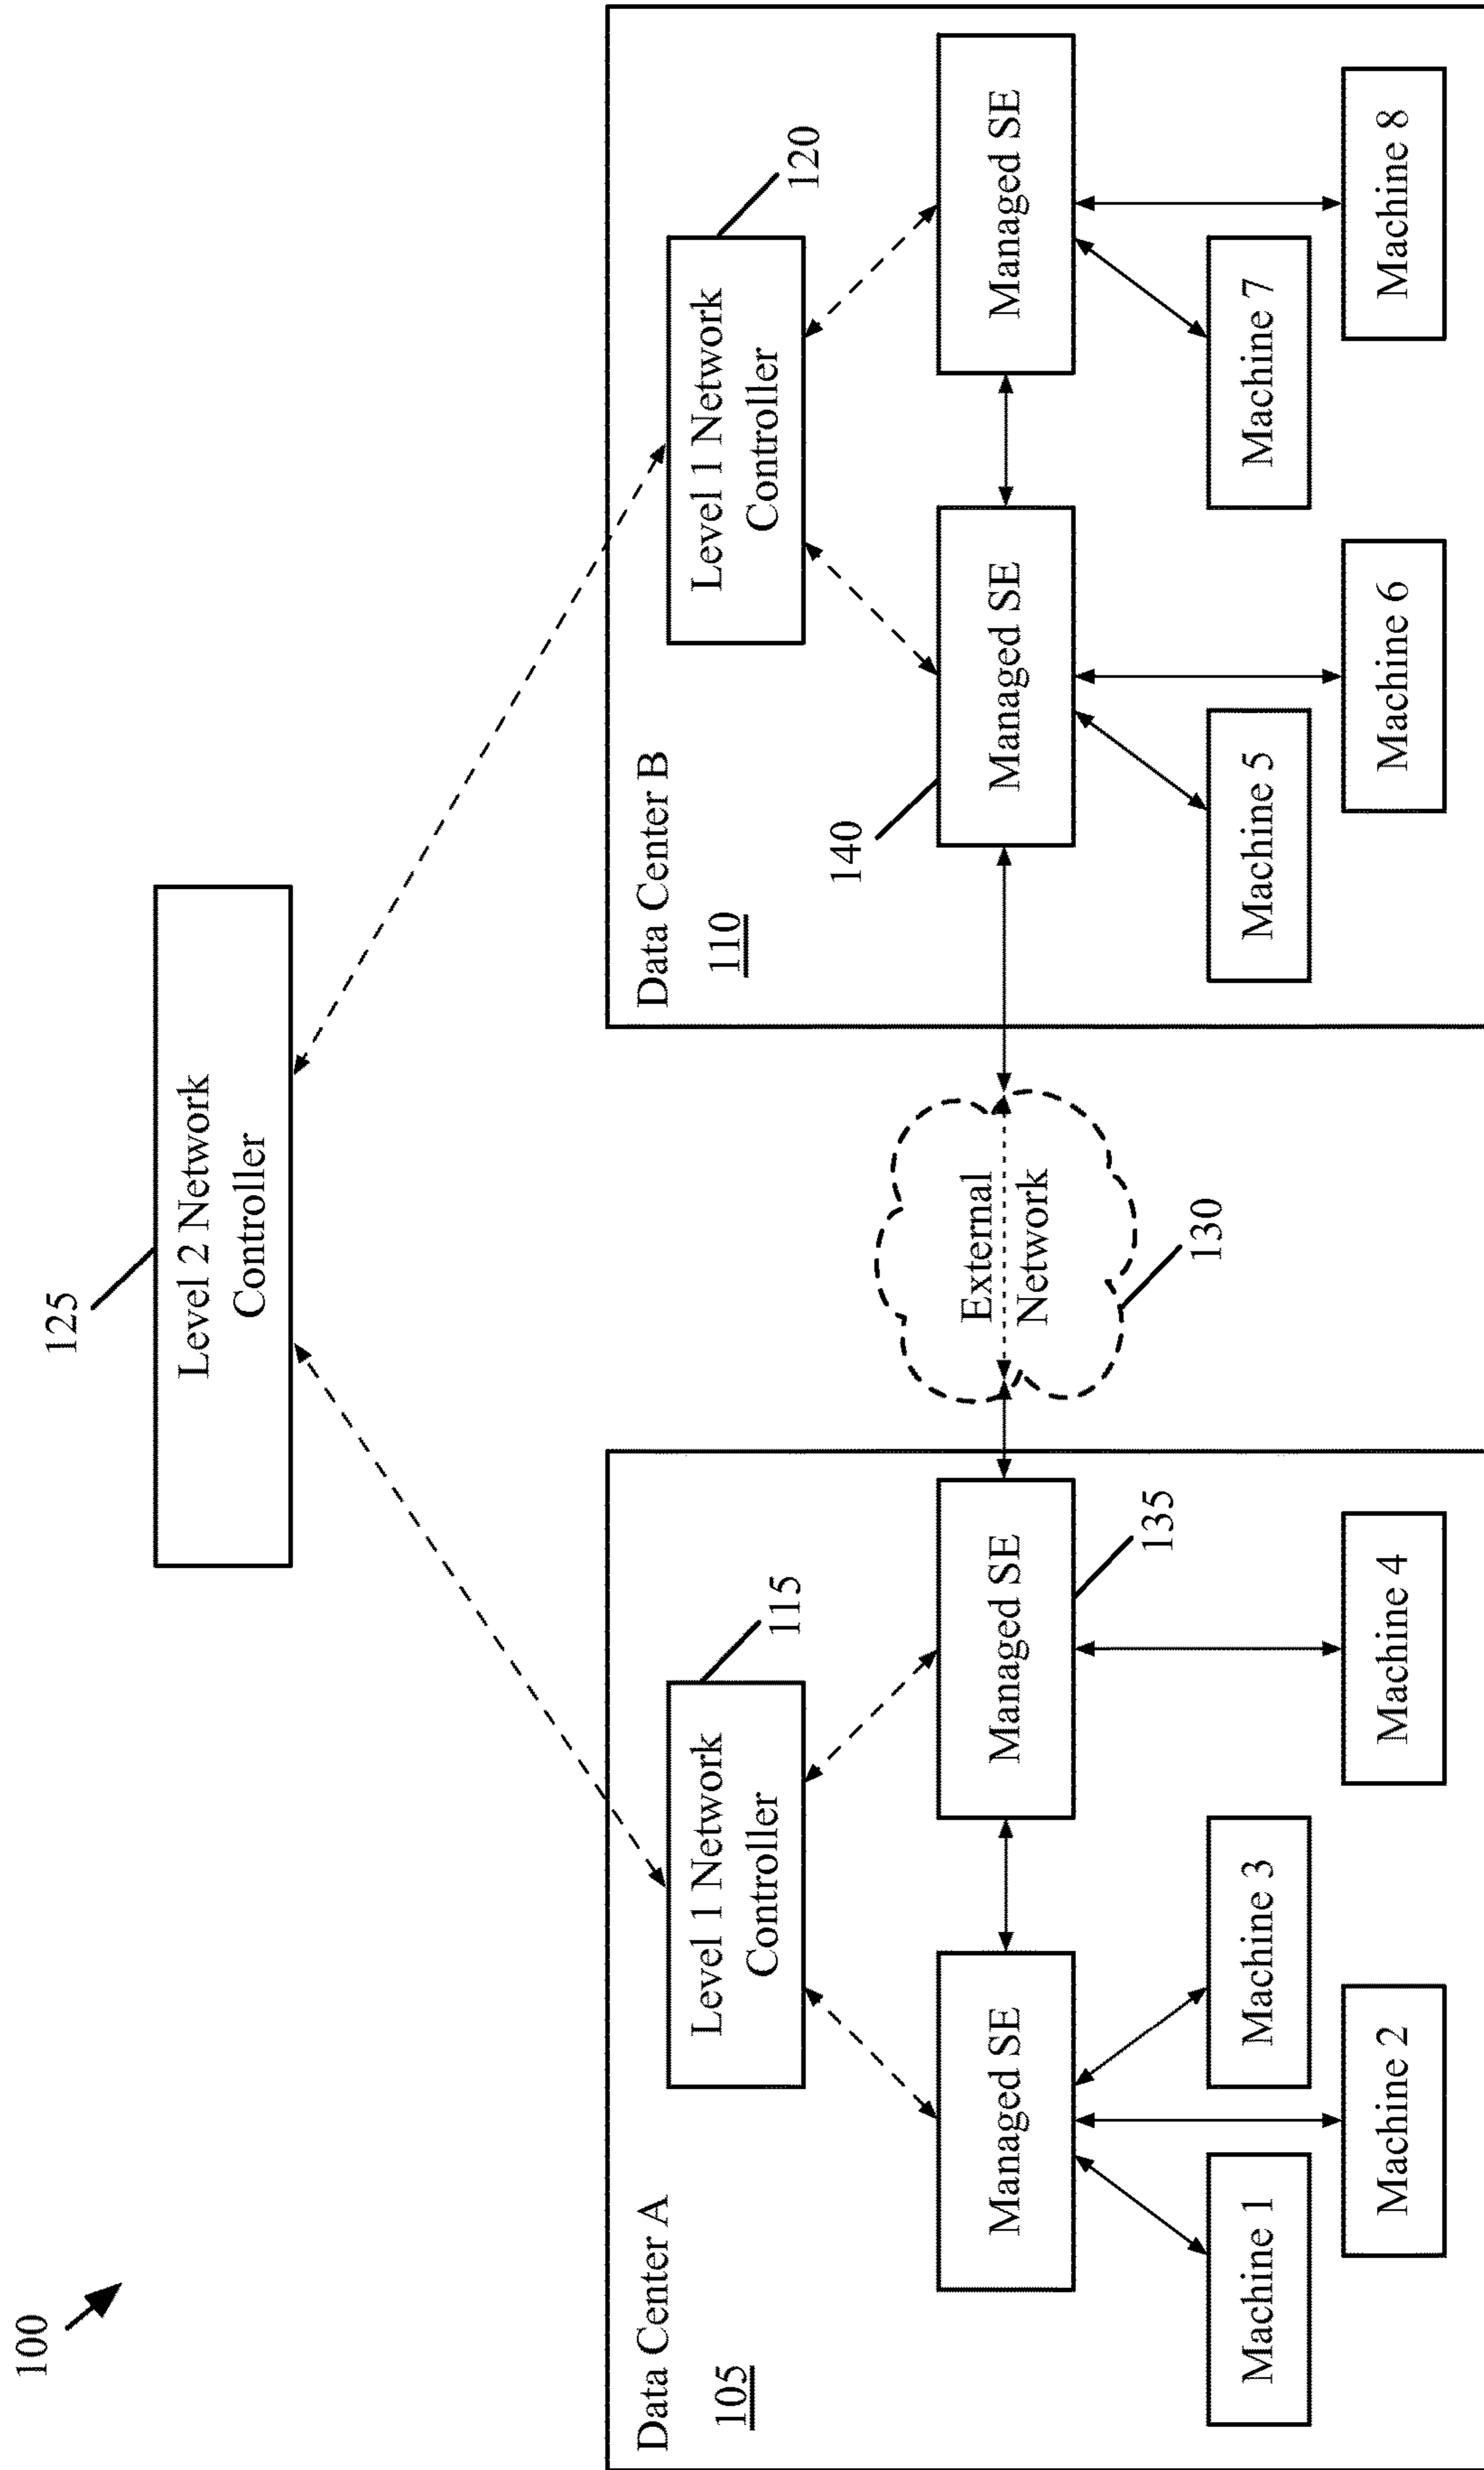 100
125
Level 2 Network
Controller
Data Center A
105
115
Level 1 Network
Controller
Managed SE
Managed SE
135
Machine 1
Machine 3
Machine 2
Machine 4
External
Network
130
Data Center B
110
120
Level 1 Network
Controller
140
Managed SE
Managed SE
Machine 5
Machine 7
Machine 6
Machine 8